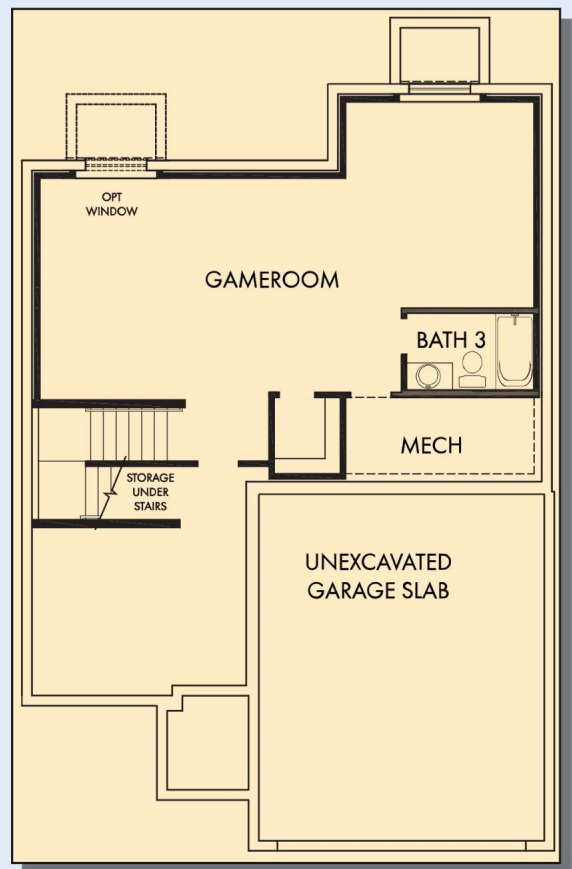 OPT
WINDOW
GAMEROOM
BATH 3
MECH
STORAGE
UNDER
STAIRS
UNEXCAVATED
GARAGE SLAB